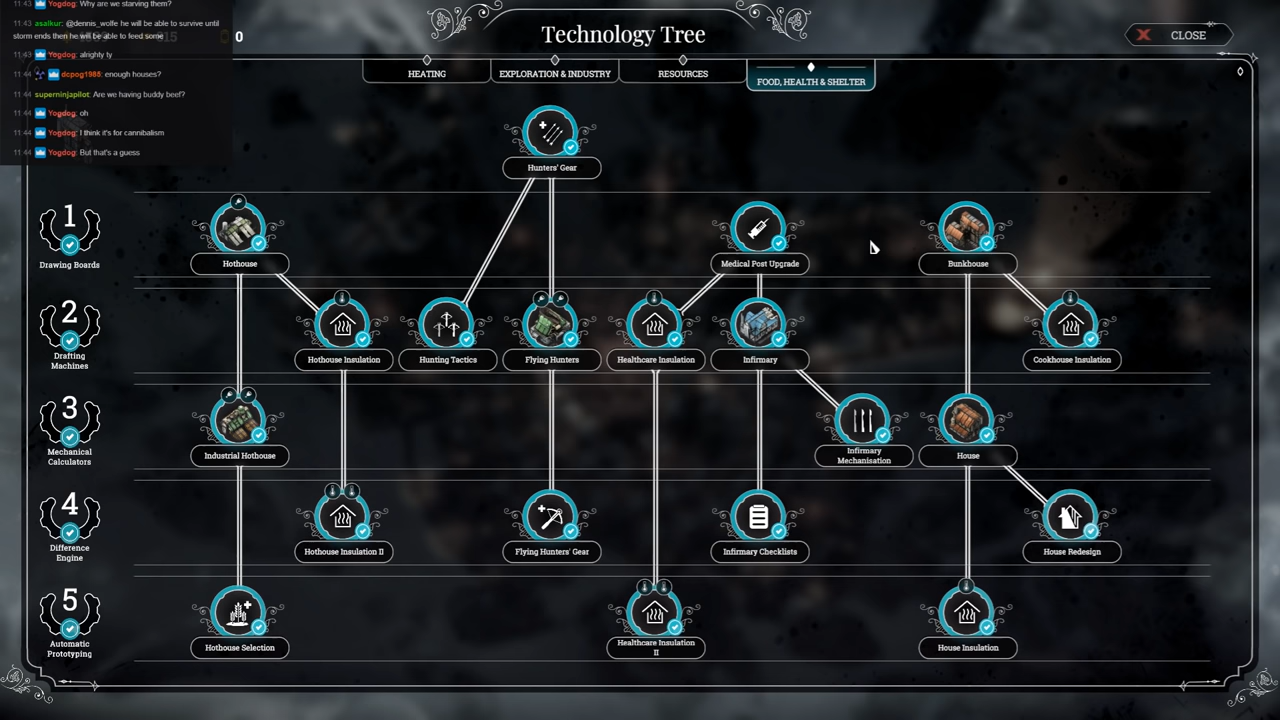 11:43 Yogdog: Why are we starving them?
11:43 asalkur: @dennis_wolfe he will be able to survive until
storm ends then he will be able to feed some
11:43 Yogdog: alrighty ty
11:44 dcpog1988: enough houses?
11:44 superninjapilot: Are we having buddy beef?
11:44 Yogdog: oh
11:44 Yogdog: I think it's for cannibalism
11:44 Yogdog: But that's a guess
0
Technology Tree
CLOSE
HEATING
EXPLORATION & INDUSTRY
RESOURCES
FOOD, HEALTH & SHELTER
Hunters' Gear
1
Drawing Boards
Hothouse
Medical Post Upgrade
Bunkhouse
2
Drafting
Machines
Hothouse Insulation
Hunting Tactics
Flying Hunters
Healthcare Insulation
Infirmary
Cookhouse Insulation
3
Mechanical
Calculators
Industrial Hothouse
Infirmary
Mechanisation
House
4
Difference
Engine
Hothouse Insulation II
Flying Hunters' Gear
Infirmary Checklists
House Redesign
5
Automatic
Prototyping
Hothouse Selection
Healthcare Insulation
II
House Insulation